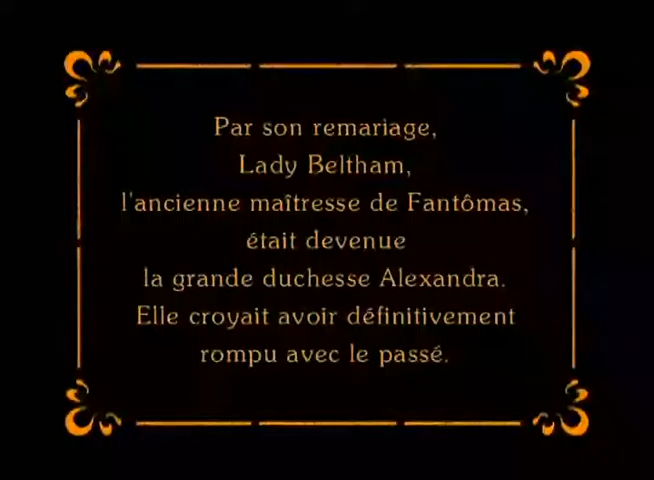 Par son remariage,
Lady Beltham,
l'ancienne maîtresse de Fantômas,
était devenue
la grande duchesse Alexandra.
Elle croyait avoir définitivement
rompu avec le passé.